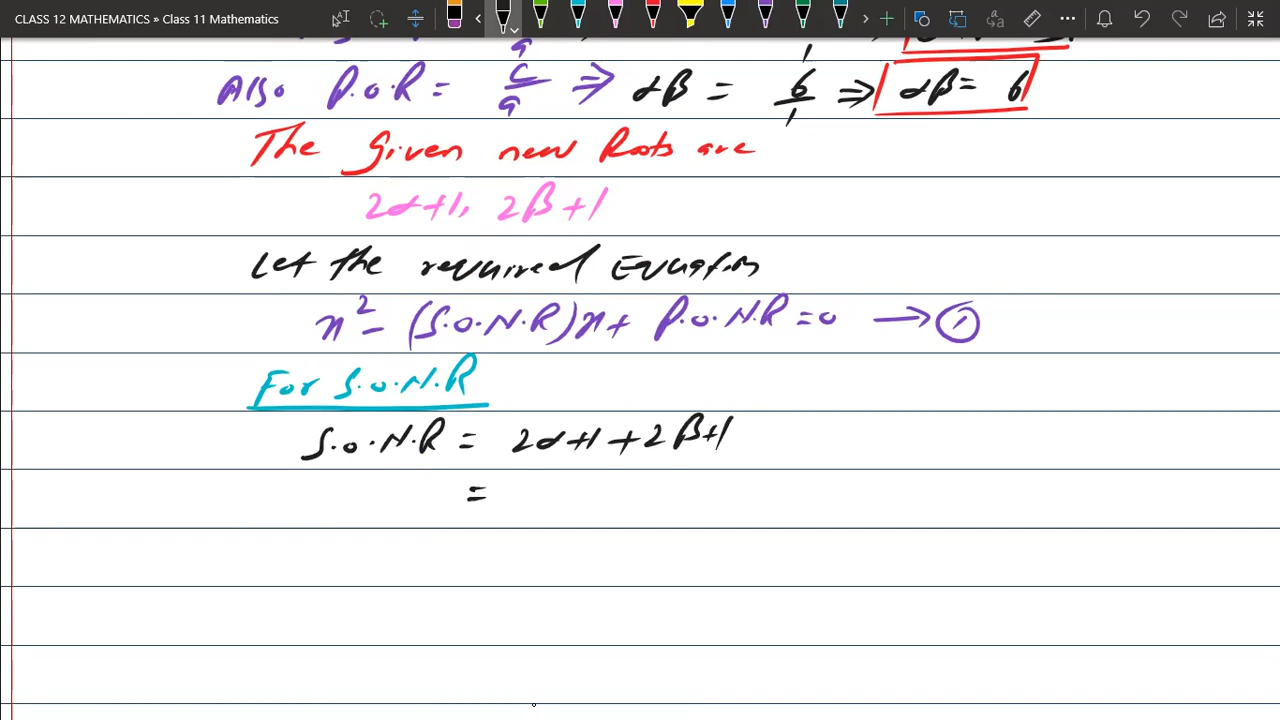 CLASS 12 MATHEMATICS » Class 11 Mathematics
Also P.O.R = c/a ⇒ αβ = 6/1 ⇒ αβ = 6
The Given new Roots are
2α+1, 2β+1
Let the required Equation
x² - (S.O.N.R)x + P.O.N.R = 0 → ①
For S.O.N.R
S.O.N.R = 2α+1 + 2β+1
=